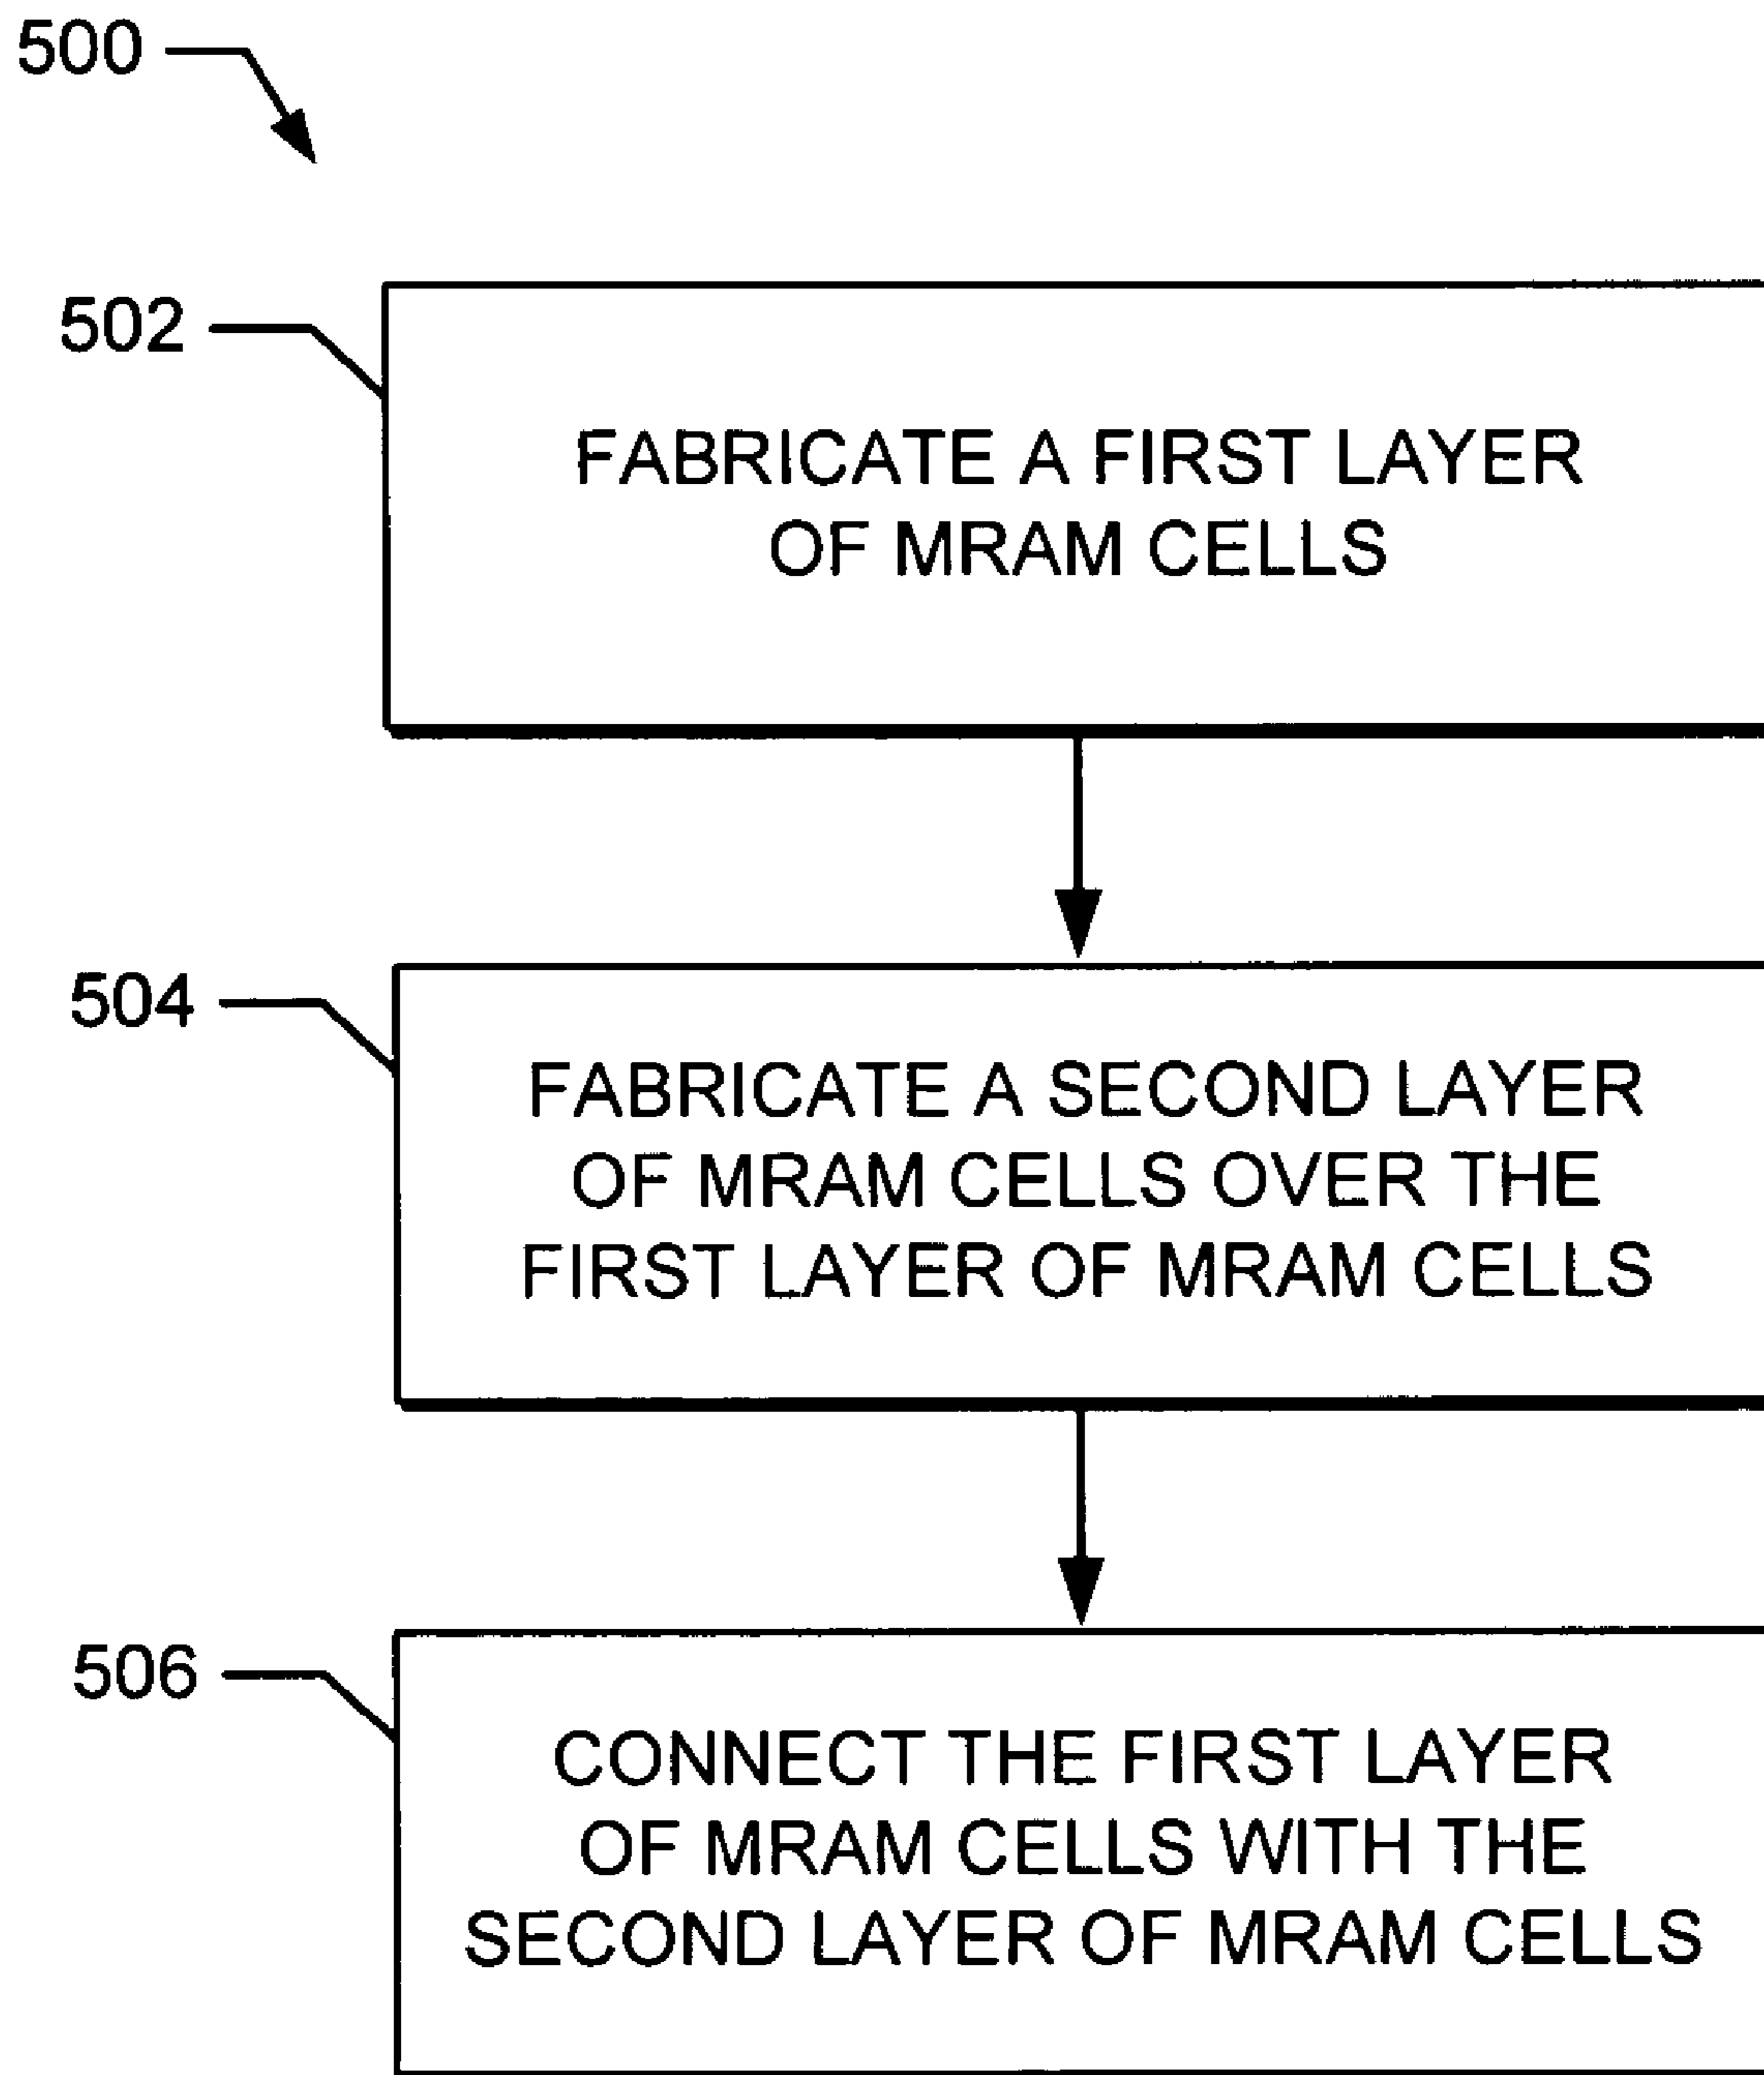 500
502
FABRICATE A FIRST LAYER
OF MRAM CELLS
504
FABRICATE A SECOND LAYER
OF MRAM CELLS OVER THE
FIRST LAYER OF MRAM CELLS
506
CONNECT THE FIRST LAYER
OF MRAM CELLS WITH THE
SECOND LAYER OF MRAM CELLS